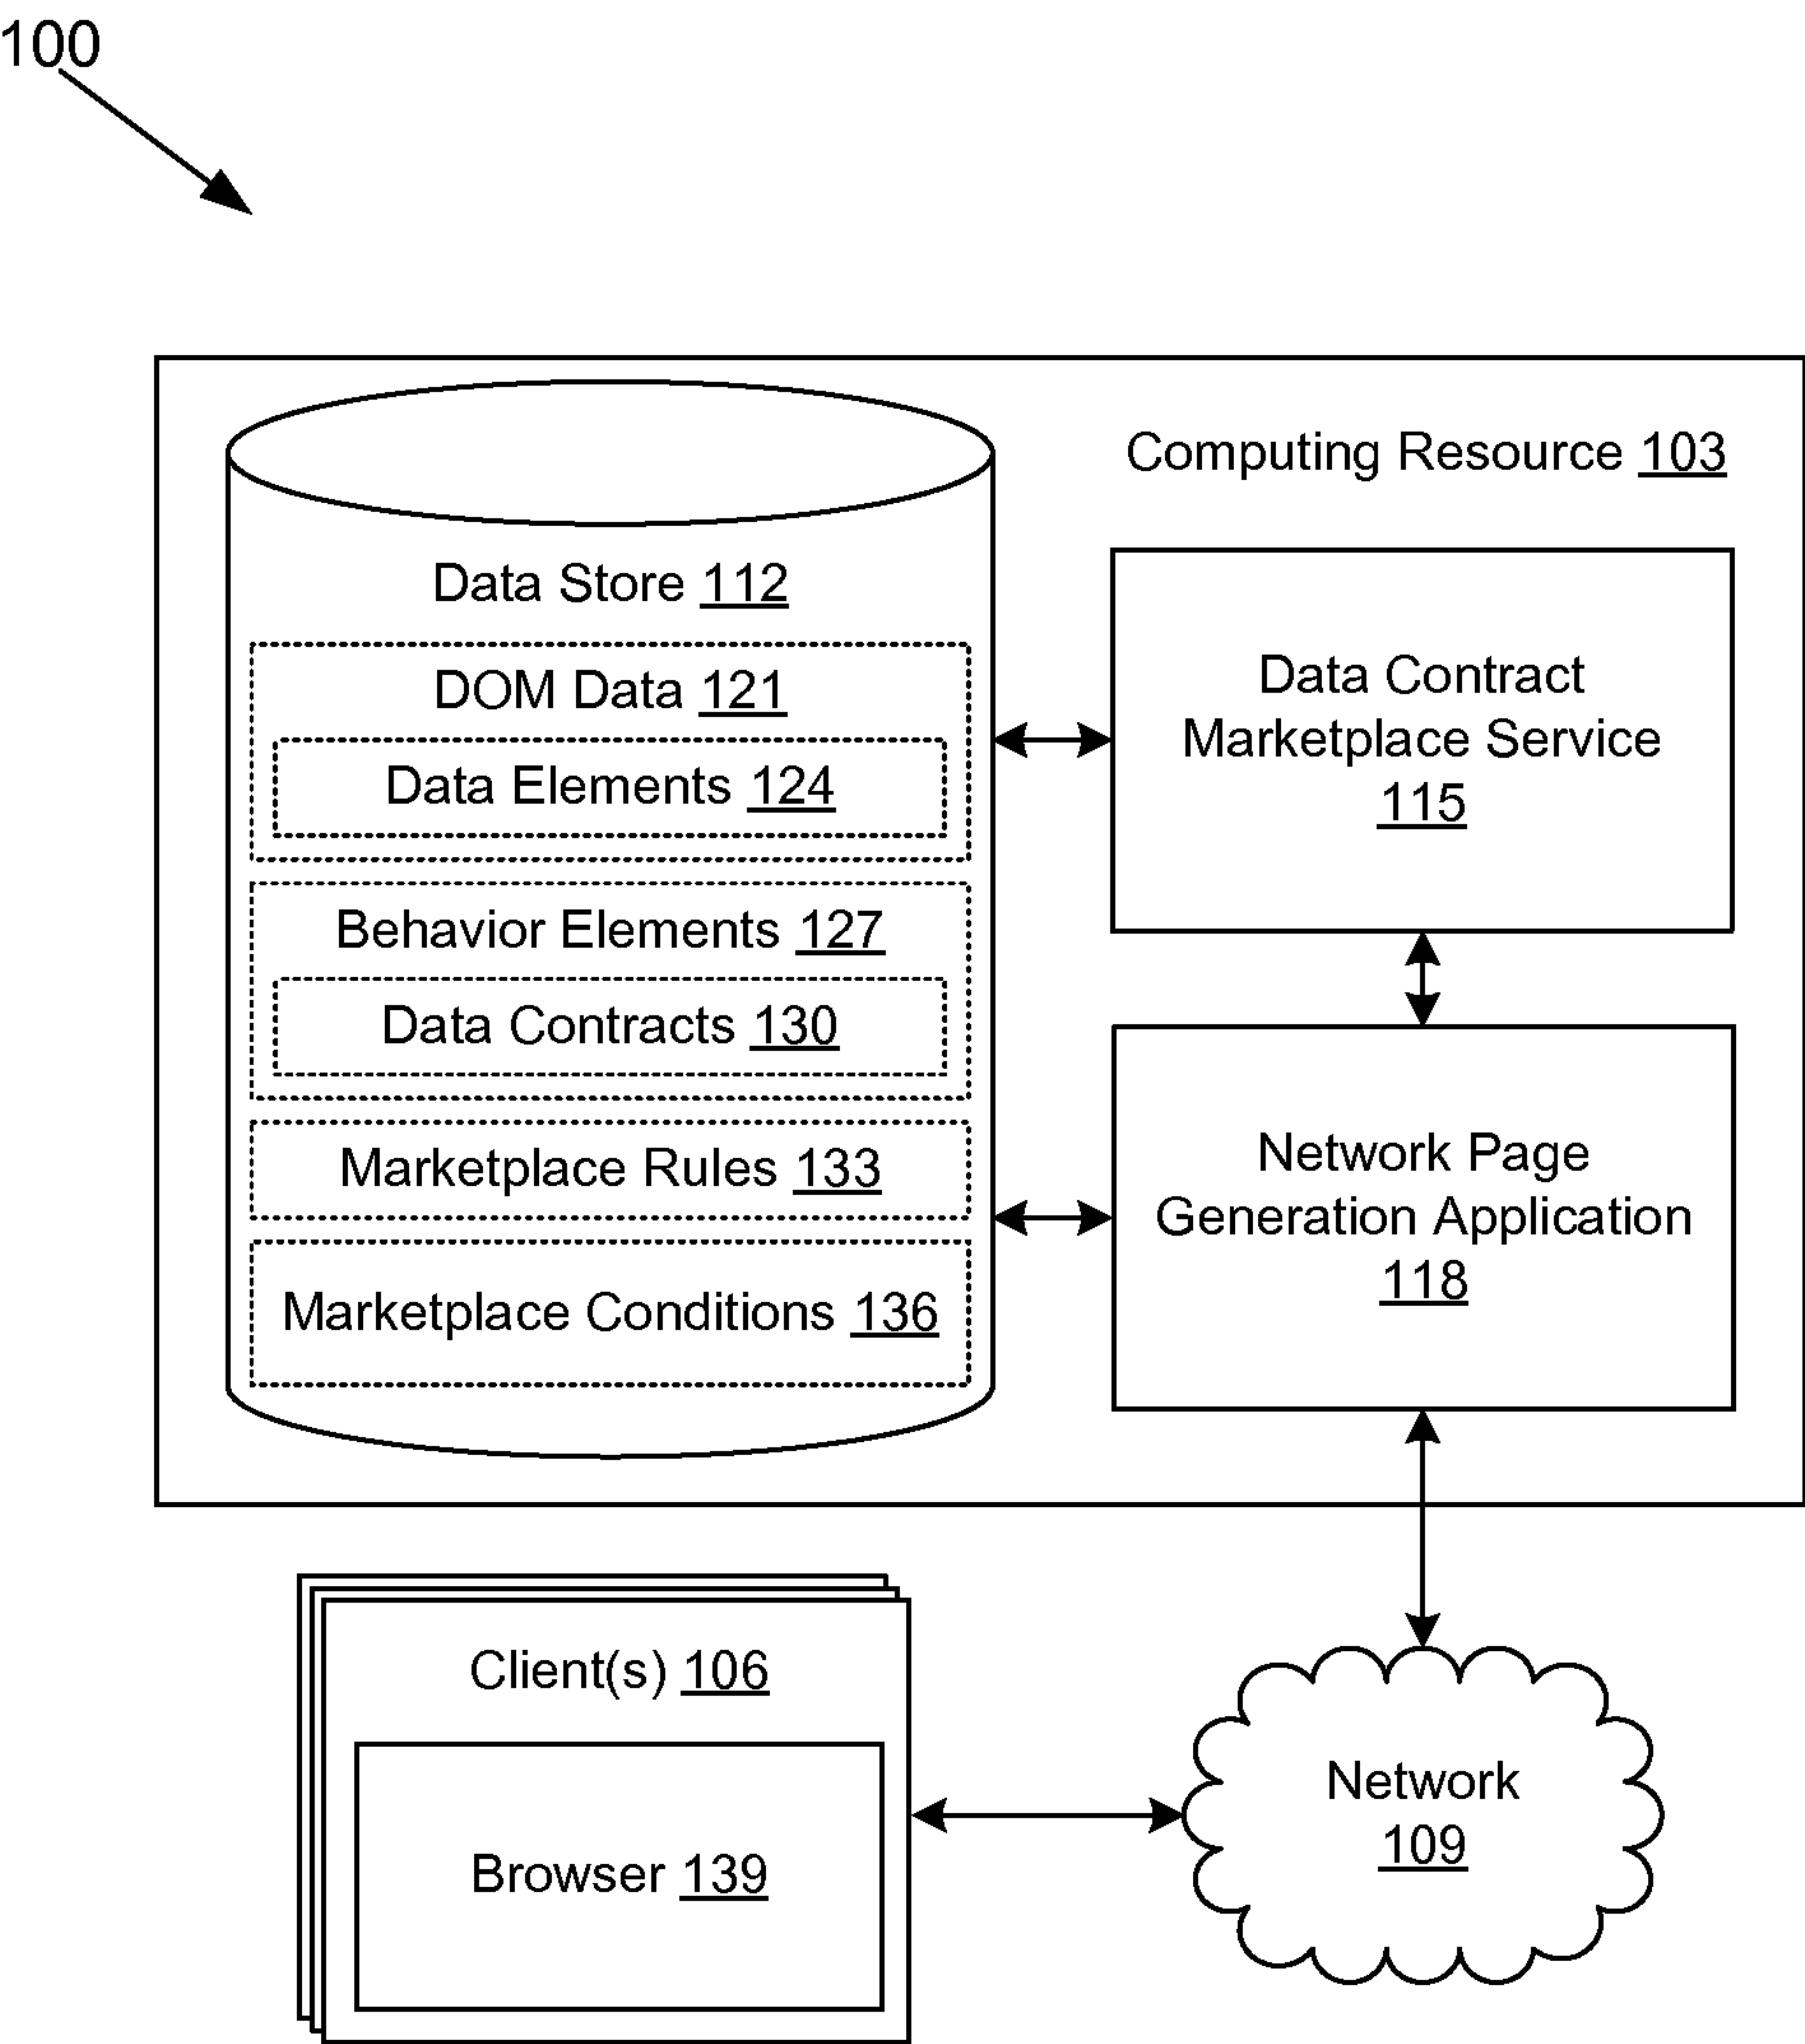 100
Computing Resource 103
Data Store 112
DOM Data 121
Data Elements 124
Behavior Elements 127
Data Contracts 130
Marketplace Rules 133
Marketplace Conditions 136
Data Contract
Marketplace Service
115
Network Page
Generation Application
118
Client(s) 106
Browser 139
Network
109